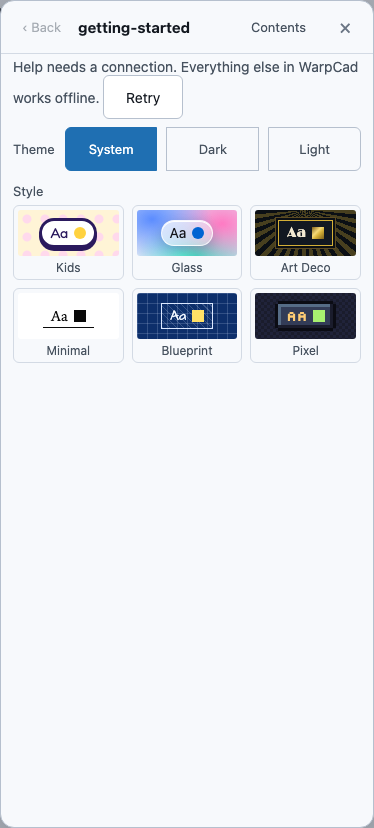 ‹ Back getting-started Contents ×
Help needs a connection. Everything else in WarpCad
works offline. Retry
Theme System Dark Light
Style
Aa Aa Aa
Kids Glass Art Deco
Aa Aa AA
Minimal Blueprint Pixel